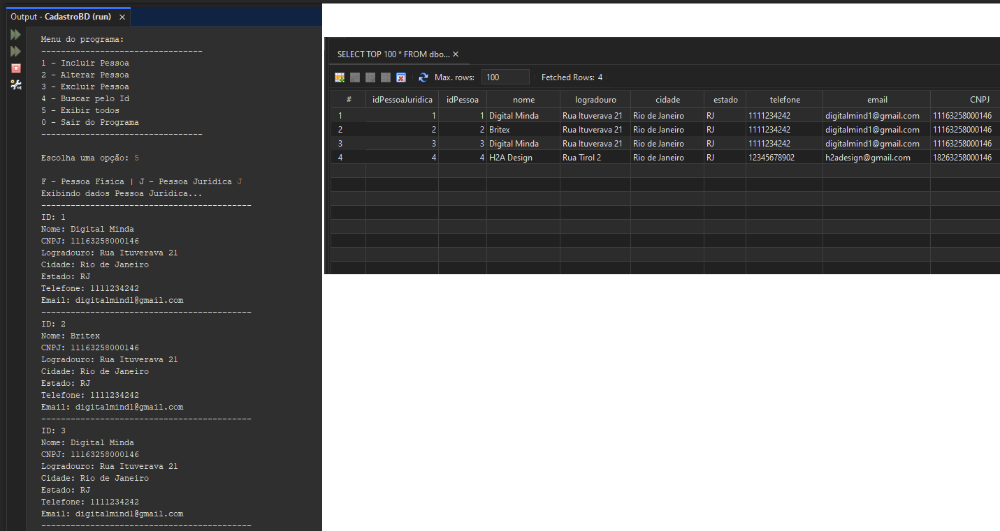 Output - CadastroBD (run) ×
Menu do programa:
---------------------------------
1 - Incluir Pessoa
2 - Alterar Pessoa
3 - Excluir Pessoa
4 - Buscar pelo Id
5 - Exibir todos
0 - Sair do Programa
---------------------------------
Escolha uma opção: 5
F - Pessoa Física | J - Pessoa Jurídica J
Exibindo dados Pessoa Jurídica...
-------------------------------------------
ID: 1
Nome: Digital Minda
CNPJ: 11163258000146
Logradouro: Rua Ituverava 21
Cidade: Rio de Janeiro
Estado: RJ
Telefone: 1111234242
Email: digitalmind1@gmail.com
-------------------------------------------
ID: 2
Nome: Britex
CNPJ: 11163258000146
Logradouro: Rua Ituverava 21
Cidade: Rio de Janeiro
Estado: RJ
Telefone: 1111234242
Email: digitalmind1@gmail.com
-------------------------------------------
ID: 3
Nome: Digital Minda
CNPJ: 11163258000146
Logradouro: Rua Ituverava 21
Cidade: Rio de Janeiro
Estado: RJ
Telefone: 1111234242
Email: digitalmind1@gmail.com
-------------------------------------------
SELECT TOP 100 * FROM dbo... ×
Max. rows: 100 Fetched Rows: 4
# idPessoaJuridica idPessoa nome logradouro cidade estado telefone email CNPJ
1 1 1 Digital Minda Rua Ituverava 21 Rio de Janeiro RJ 1111234242 digitalmind1@gmail.com 11163258000146
2 2 2 Britex Rua Ituverava 21 Rio de Janeiro RJ 1111234242 digitalmind1@gmail.com 11163258000146
3 3 3 Digital Minda Rua Ituverava 21 Rio de Janeiro RJ 1111234242 digitalmind1@gmail.com 11163258000146
4 4 4 H2A Design Rua Tirol 2 Rio de Janeiro RJ 12345678902 h2adesign@gmail.com 18263258000146